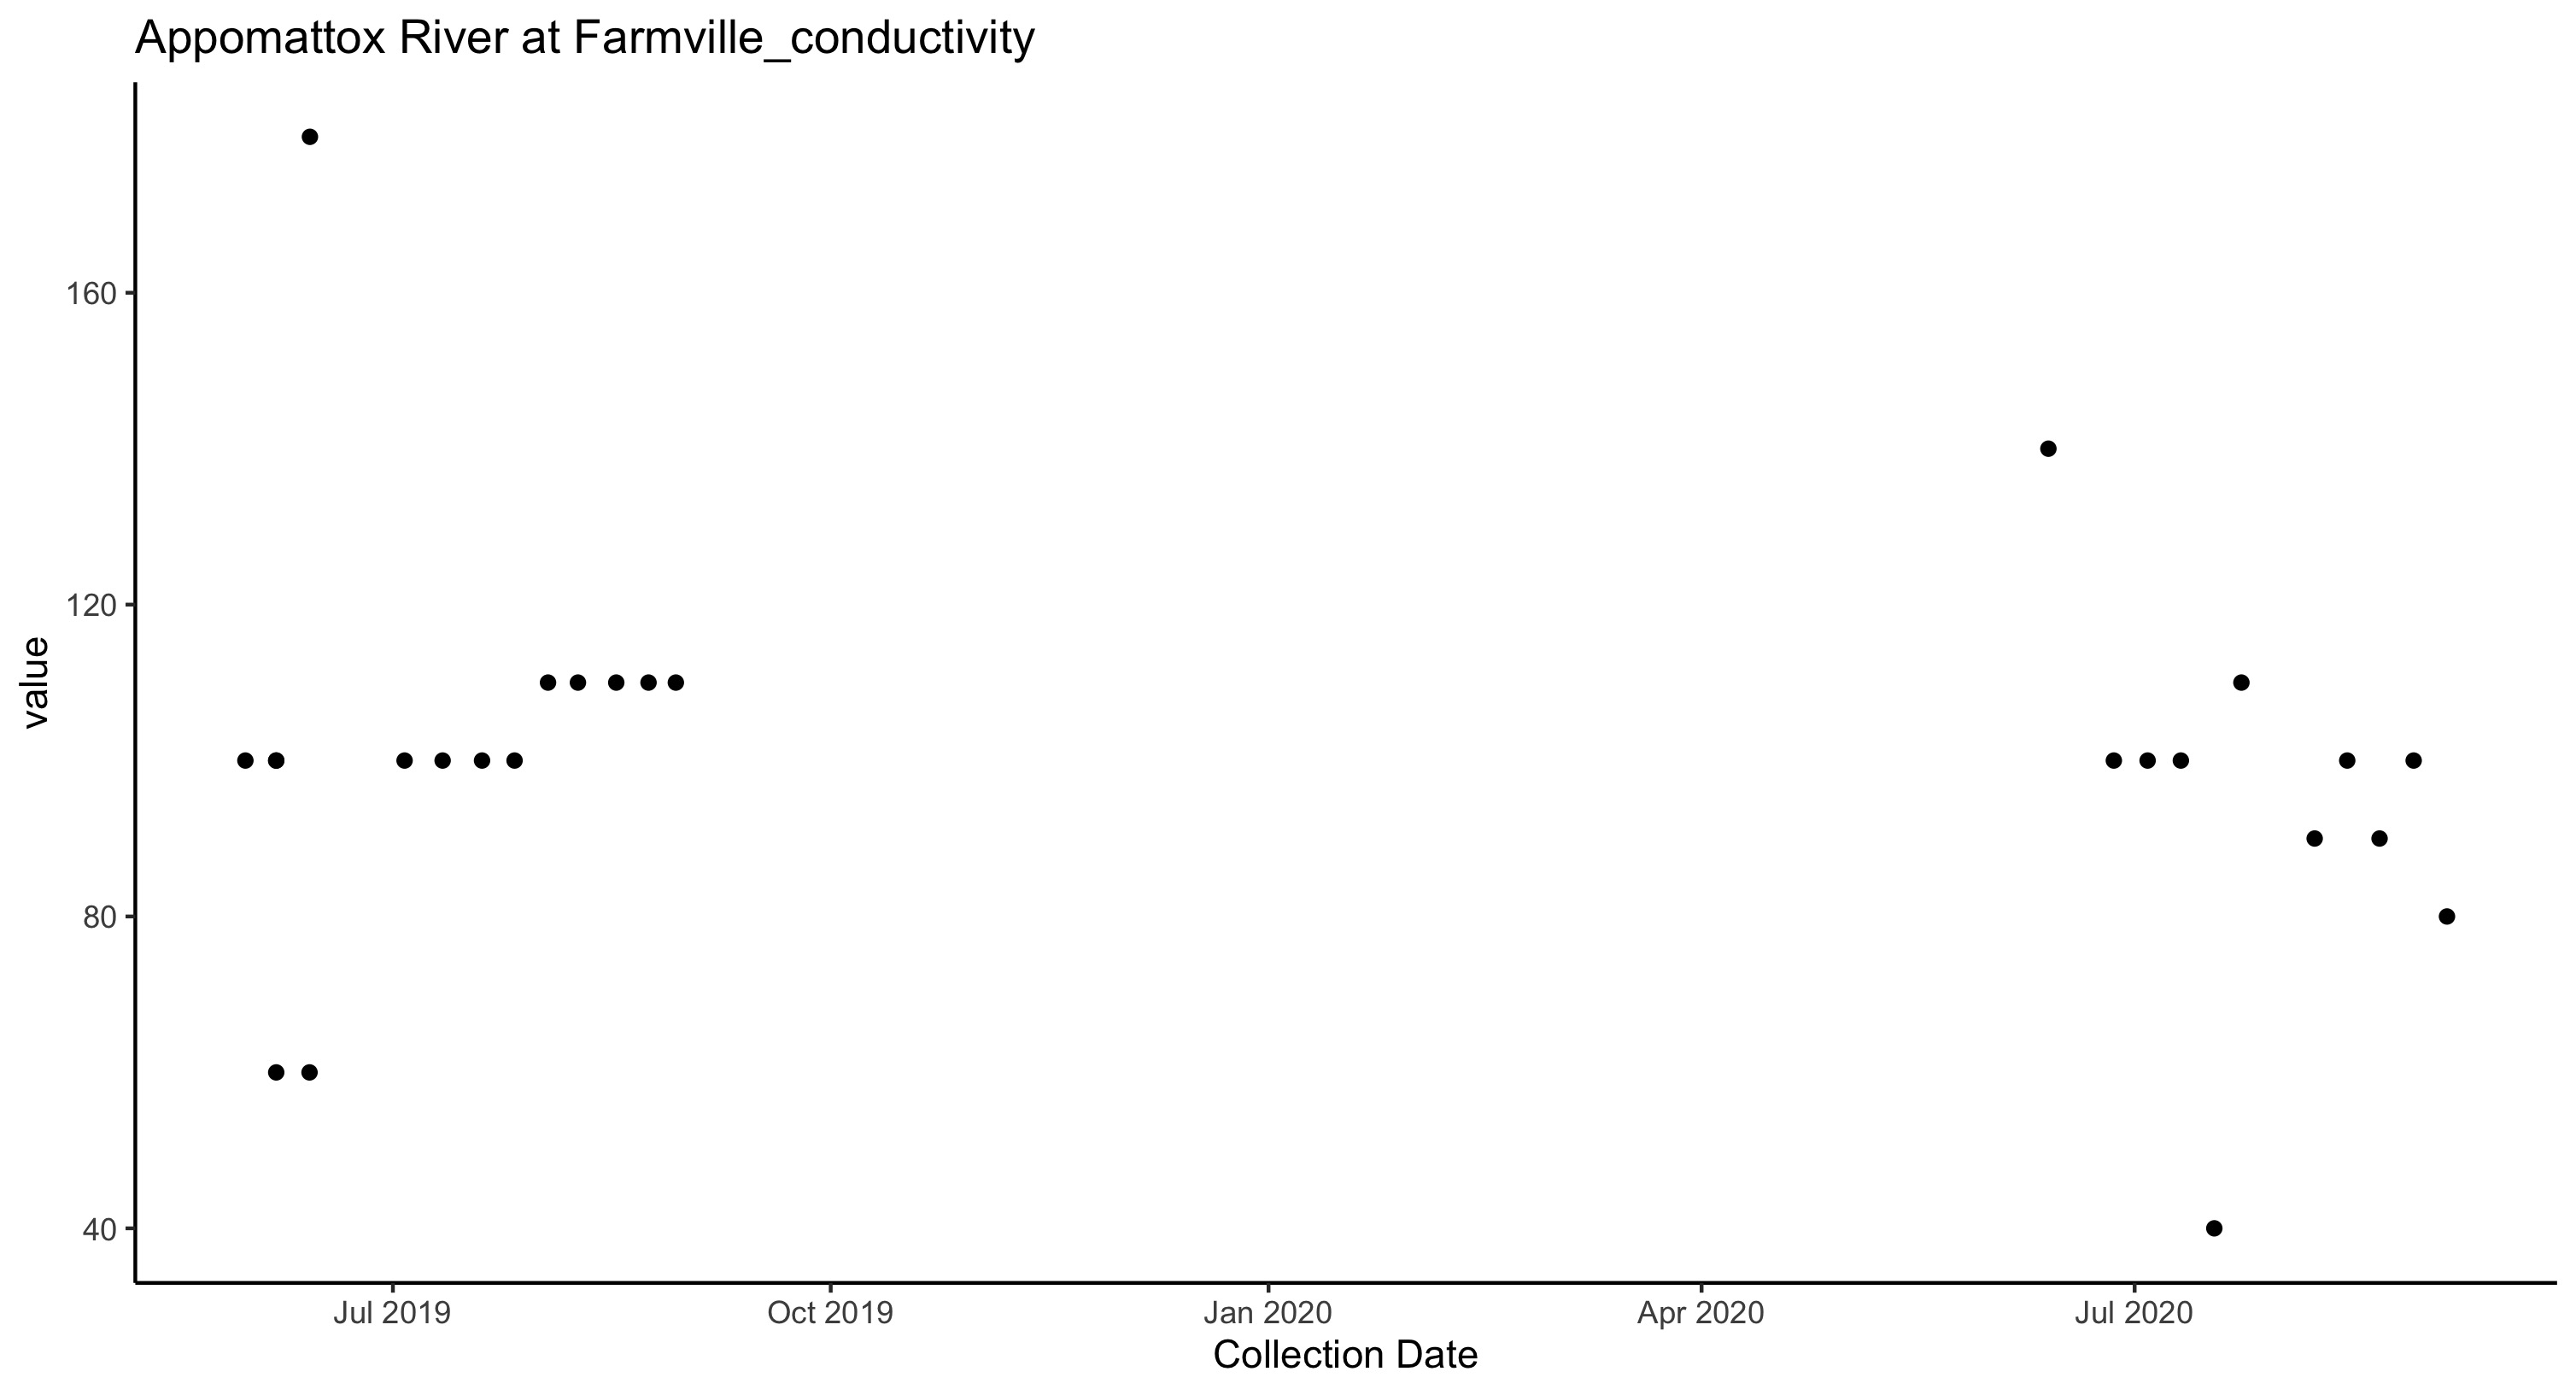 Appomattox River at Farmville_conductivity
160
120
80
40
value
Jul 2019 Oct 2019 Jan 2020 Apr 2020 Jul 2020
Collection Date